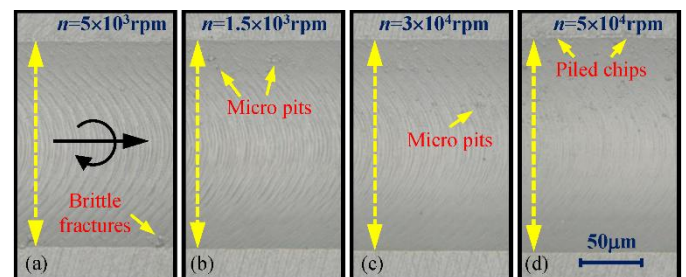 n=5×10³rpm
Brittle
fractures
(a)
n=1.5×10³rpm
Micro pits
(b)
n=3×10⁴rpm
Micro pits
(c)
n=5×10⁴rpm
Piled chips
50μm
(d)